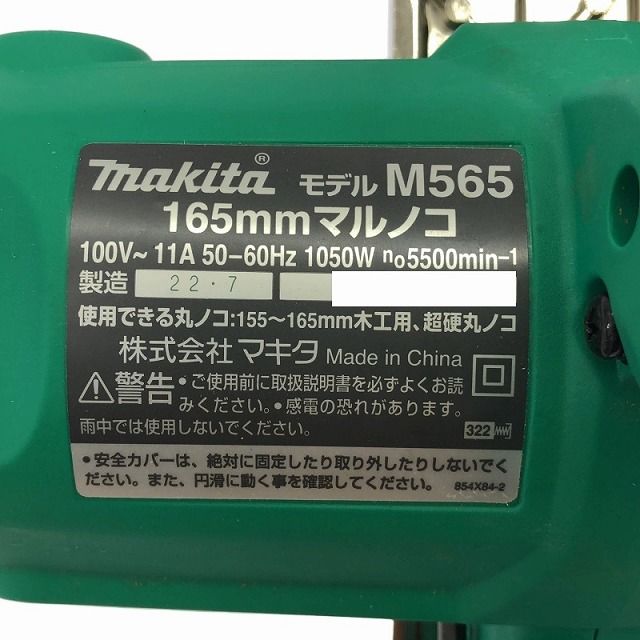 makita® モデル M565
165mmマルノコ
100V~ 11A 50-60Hz 1050W n₀5500min⁻¹
製造 22・7
使用できる丸ノコ:155~165mm木工用、超硬丸ノコ
株式会社マキタ Made in China
⚠警告 ・ご使用前に取扱説明書を必ずよくお読
みください。・感電の恐れがあります。
雨中では使用しないでください。 322
・安全カバーは、絶対に固定したり取り外したりしないでく
ださい。また、円滑に動く事を確認してください。 854X84-2